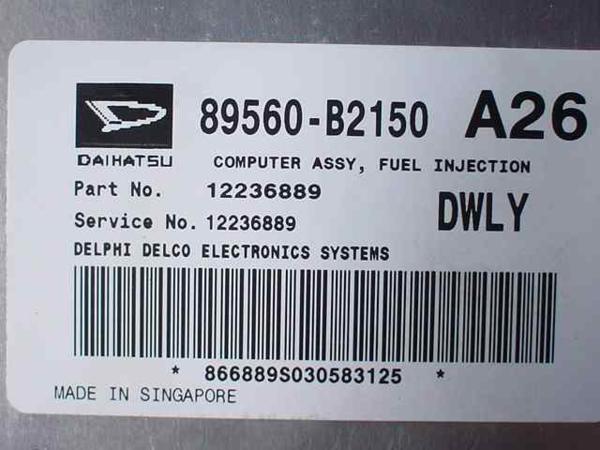 89560-B2150 A26
DAIHATSU COMPUTER ASSY, FUEL INJECTION
Part No. 12236889
DWLY
Service No. 12236889
DELPHI DELCO ELECTRONICS SYSTEMS
* 866889S030583125 *
MADE IN SINGAPORE